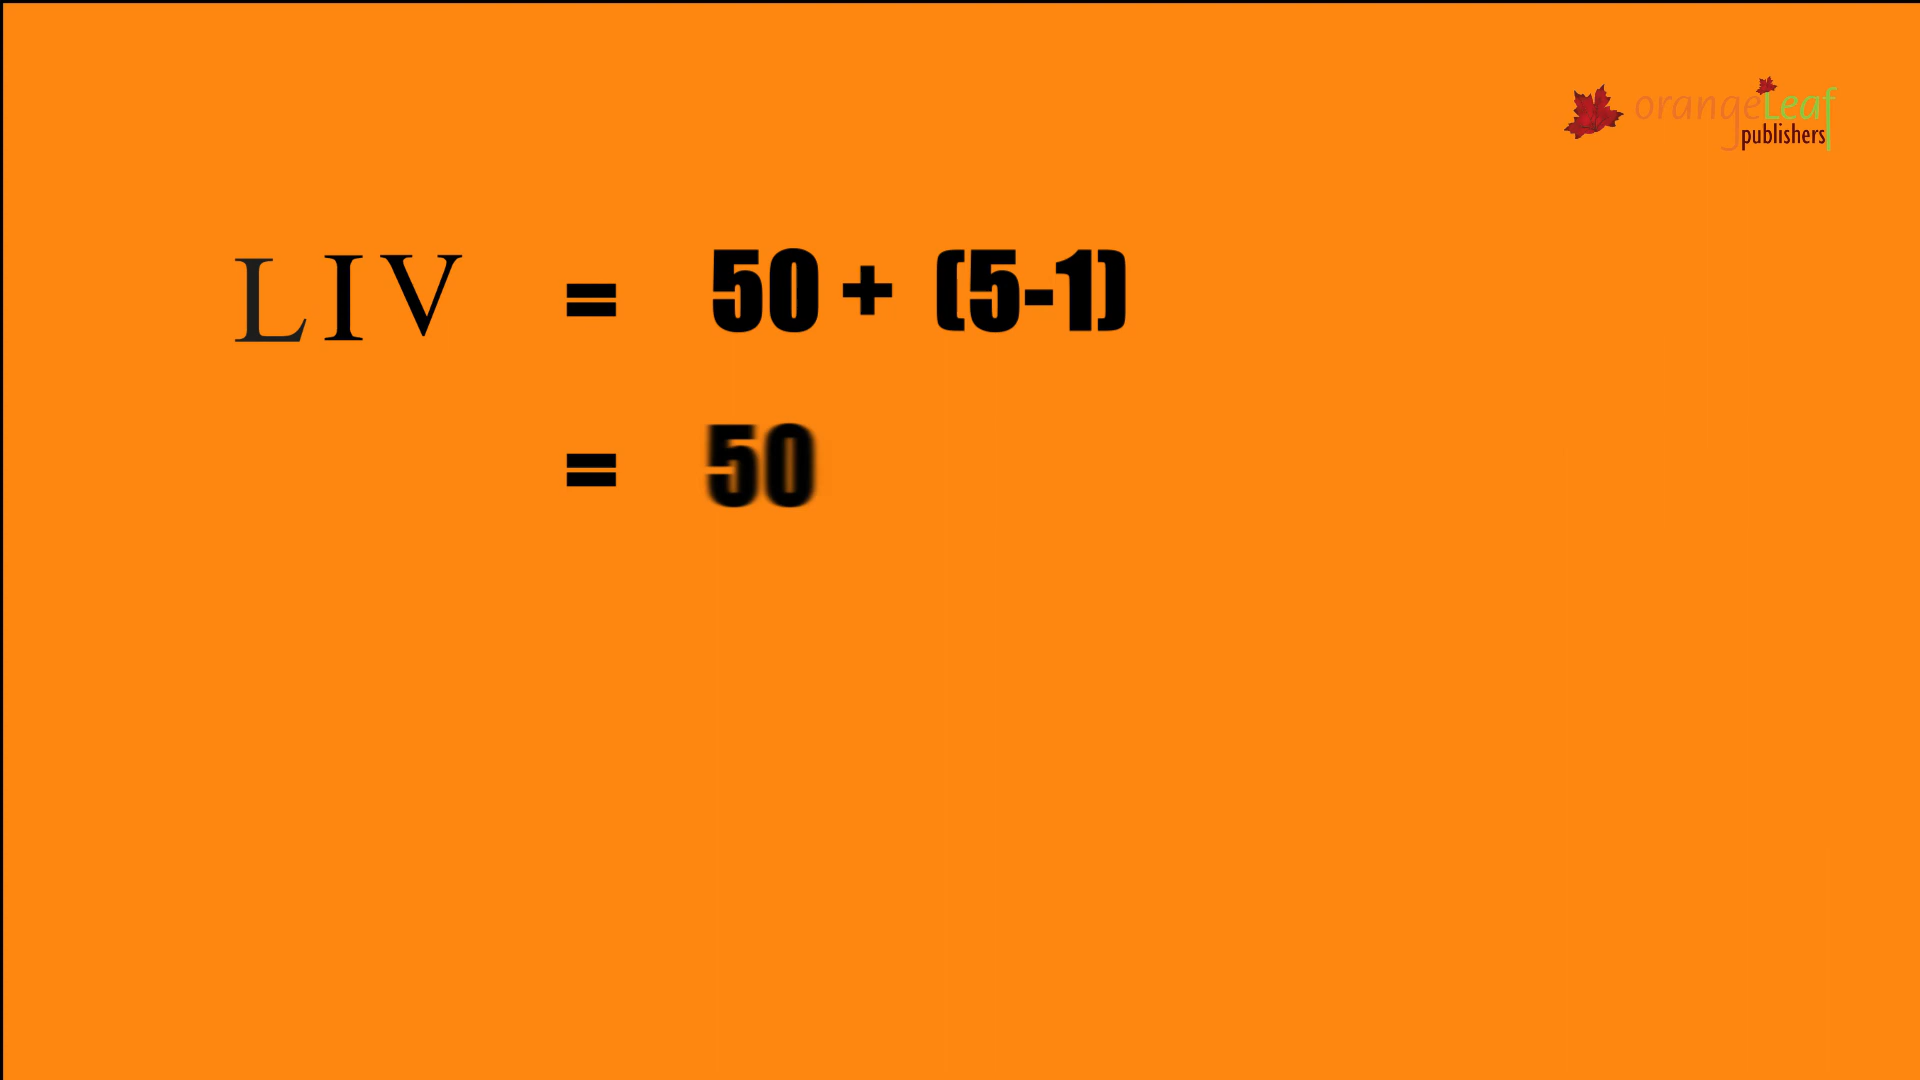 orangeLeaf
publishers
LIV = 50 + (5-1)
= 50